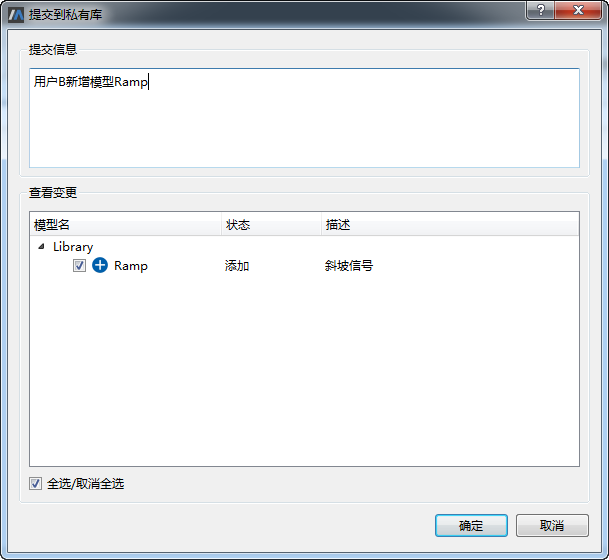 提交到私有库
提交信息
用户B新增模型Ramp
查看变更
模型名 状态 描述
Library
Ramp 添加 斜坡信号
全选/取消全选
确定 取消